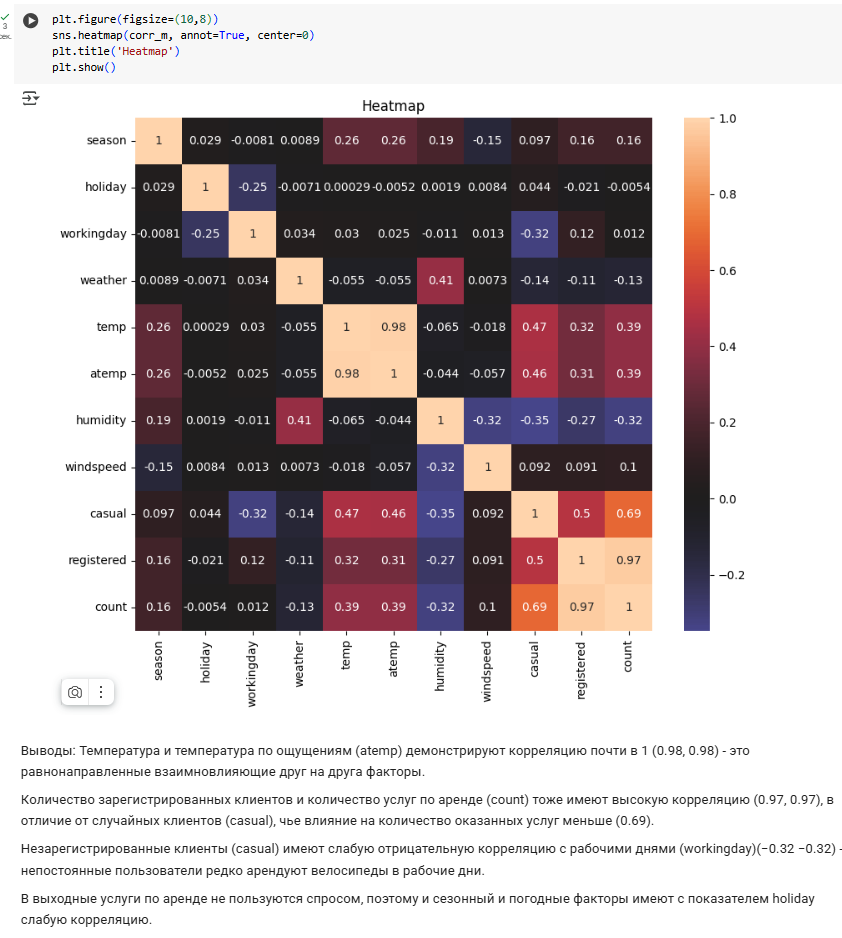 3
сек.
plt.figure(figsize=(10,8))
sns.heatmap(corr_m, annot=True, center=0)
plt.title('Heatmap')
plt.show()
Heatmap
season 1 0.029 -0.0081 0.0089 0.26 0.26 0.19 -0.15 0.097 0.16 0.16
holiday 0.029 1 -0.25 -0.0071 0.00029 -0.0052 0.0019 0.0084 0.044 -0.021 -0.0054
workingday -0.0081 -0.25 1 0.034 0.03 0.025 -0.011 0.013 -0.32 0.12 0.012
weather 0.0089 -0.0071 0.034 1 -0.055 -0.055 0.41 0.0073 -0.14 -0.11 -0.13
temp 0.26 0.00029 0.03 -0.055 1 0.98 -0.065 -0.018 0.47 0.32 0.39
atemp 0.26 -0.0052 0.025 -0.055 0.98 1 -0.044 -0.057 0.46 0.31 0.39
humidity 0.19 0.0019 -0.011 0.41 -0.065 -0.044 1 -0.32 -0.35 -0.27 -0.32
windspeed -0.15 0.0084 0.013 0.0073 -0.018 -0.057 -0.32 1 0.092 0.091 0.1
casual 0.097 0.044 -0.32 -0.14 0.47 0.46 -0.35 0.092 1 0.5 0.69
registered 0.16 -0.021 0.12 -0.11 0.32 0.31 -0.27 0.091 0.5 1 0.97
count 0.16 -0.0054 0.012 -0.13 0.39 0.39 -0.32 0.1 0.69 0.97 1
season holiday workingday weather temp atemp humidity windspeed casual registered count
1.0
0.8
0.6
0.4
0.2
0.0
−0.2
Выводы: Температура и температура по ощущениям (atemp) демонстрируют корреляцию почти в 1 (0.98, 0.98) - это
равнонаправленные взаимновлияющие друг на друга факторы.
Количество зарегистрированных клиентов и количество услуг по аренде (count) тоже имеют высокую корреляцию (0.97, 0.97), в
отличие от случайных клиентов (casual), чье влияние на количество оказанных услуг меньше (0.69).
Незарегистрированные клиенты (casual) имеют слабую отрицательную корреляцию с рабочими днями (workingday)(−0.32 −0.32) -
непостоянные пользователи редко арендуют велосипеды в рабочие дни.
В выходные услуги по аренде не пользуются спросом, поэтому и сезонный и погодные факторы имеют с показателем holiday
слабую корреляцию.